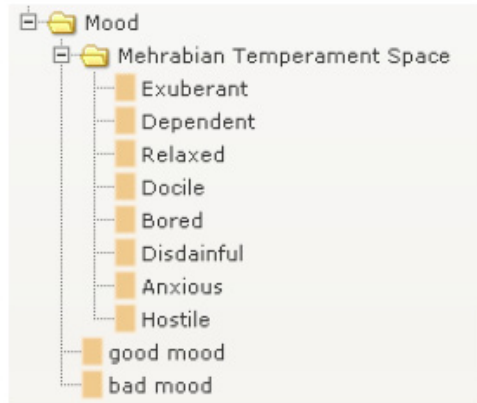 Mood
Mehrabian Temperament Space
Exuberant
Dependent
Relaxed
Docile
Bored
Disdainful
Anxious
Hostile
good mood
bad mood